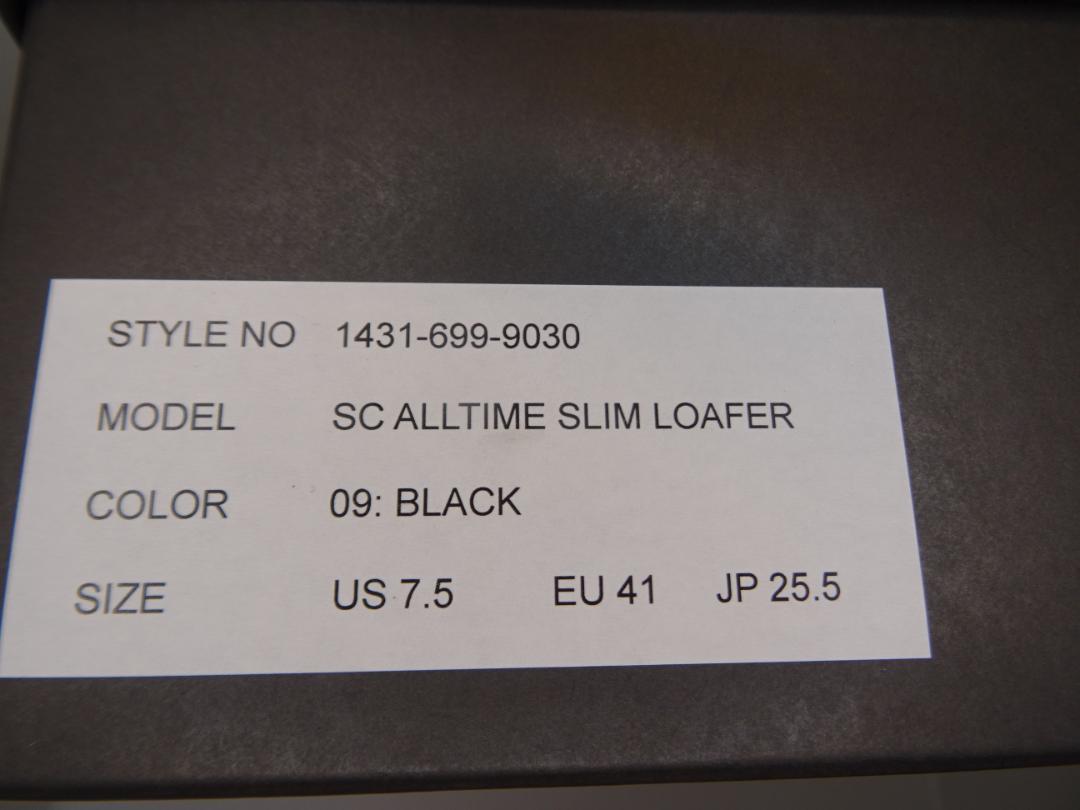 STYLE NO 1431-699-9030
MODEL SC ALLTIME SLIM LOAFER
COLOR 09: BLACK
SIZE US 7.5 EU 41 JP 25.5